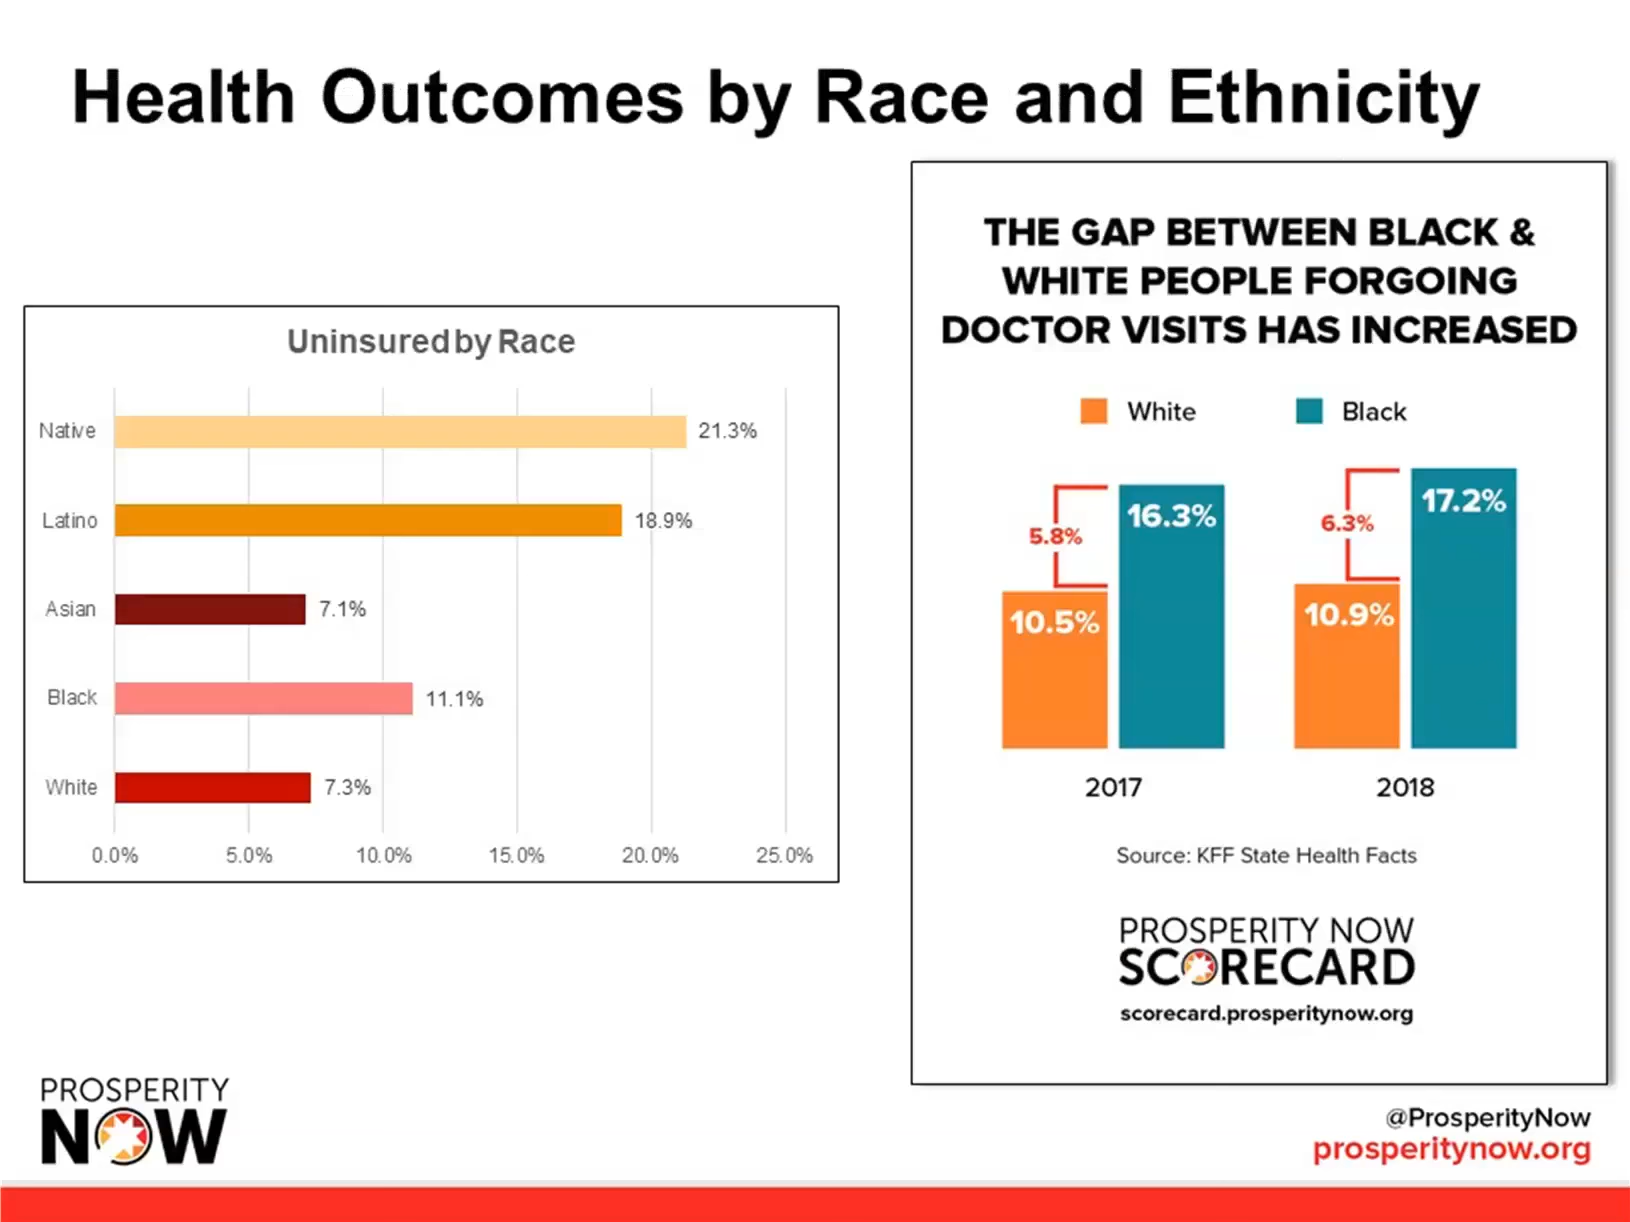 Health Outcomes by Race and Ethnicity
Uninsured by Race
Native 21.3%
Latino 18.9%
Asian 7.1%
Black 11.1%
White 7.3%
0.0% 5.0% 10.0% 15.0% 20.0% 25.0%
THE GAP BETWEEN BLACK &
WHITE PEOPLE FORGOING
DOCTOR VISITS HAS INCREASED
White Black
5.8% 16.3% 6.3% 17.2%
10.5% 10.9%
2017 2018
Source: KFF State Health Facts
PROSPERITY NOW
SCORECARD
scorecard.prosperitynow.org
PROSPERITY
NOW
@ProsperityNow
prosperitynow.org